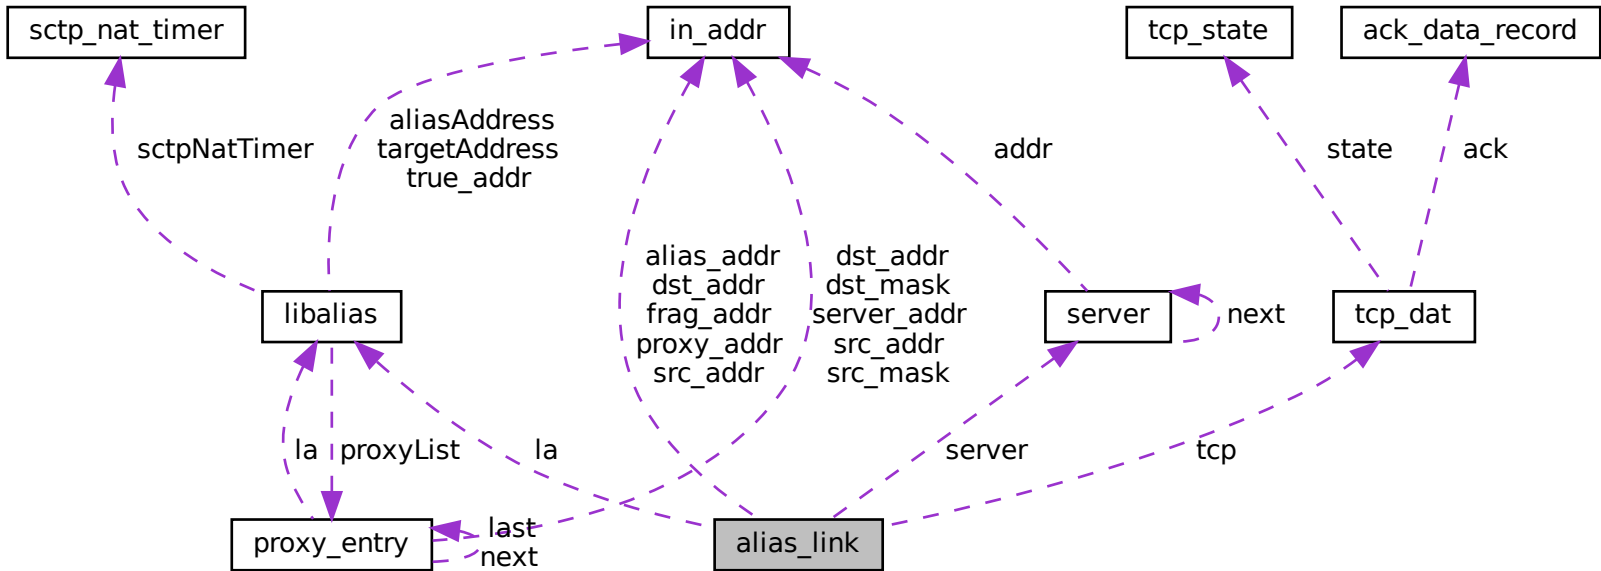 sctp_nat_timer
in_addr
tcp_state
ack_data_record
aliasAddress
targetAddress
true_addr
sctpNatTimer
addr
state
ack
alias_addr
dst_addr
frag_addr
proxy_addr
src_addr
dst_addr
dst_mask
server_addr
src_addr
src_mask
libalias
server
next
tcp_dat
la
proxyList
la
server
tcp
proxy_entry
last
next
alias_link